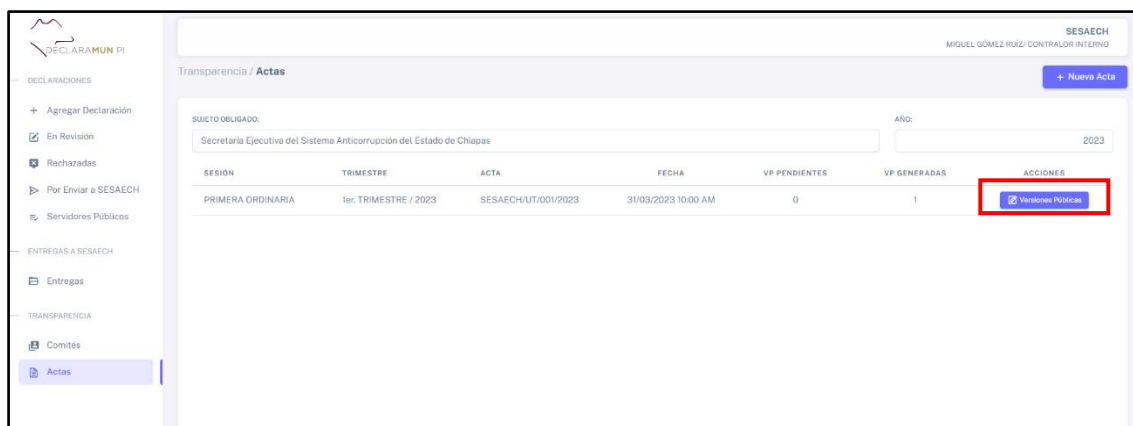 DECLARAMUN PI
SESAECH
MIGUEL GÓMEZ RUÍZ/ CONTRALOR INTERNO
DECLARACIONES
+ Agregar Declaración
En Revisión
Rechazadas
Por Enviar a SESAECH
Servidores Públicos
ENTREGAS A SESAECH
Entregas
TRANSPARENCIA
Comités
Actas
Transparencia / Actas
+ Nueva Acta
SUJETO OBLIGADO: AÑO:
Secretaría Ejecutiva del Sistema Anticorrupción del Estado de Chiapas 2023
SESIÓN TRIMESTRE ACTA FECHA VP PENDIENTES VP GENERADAS ACCIONES
PRIMERA ORDINARIA 1er. TRIMESTRE / 2023 SESAECH/UT/001/2023 31/03/2023 10:00 AM 0 1 Versiones Públicas